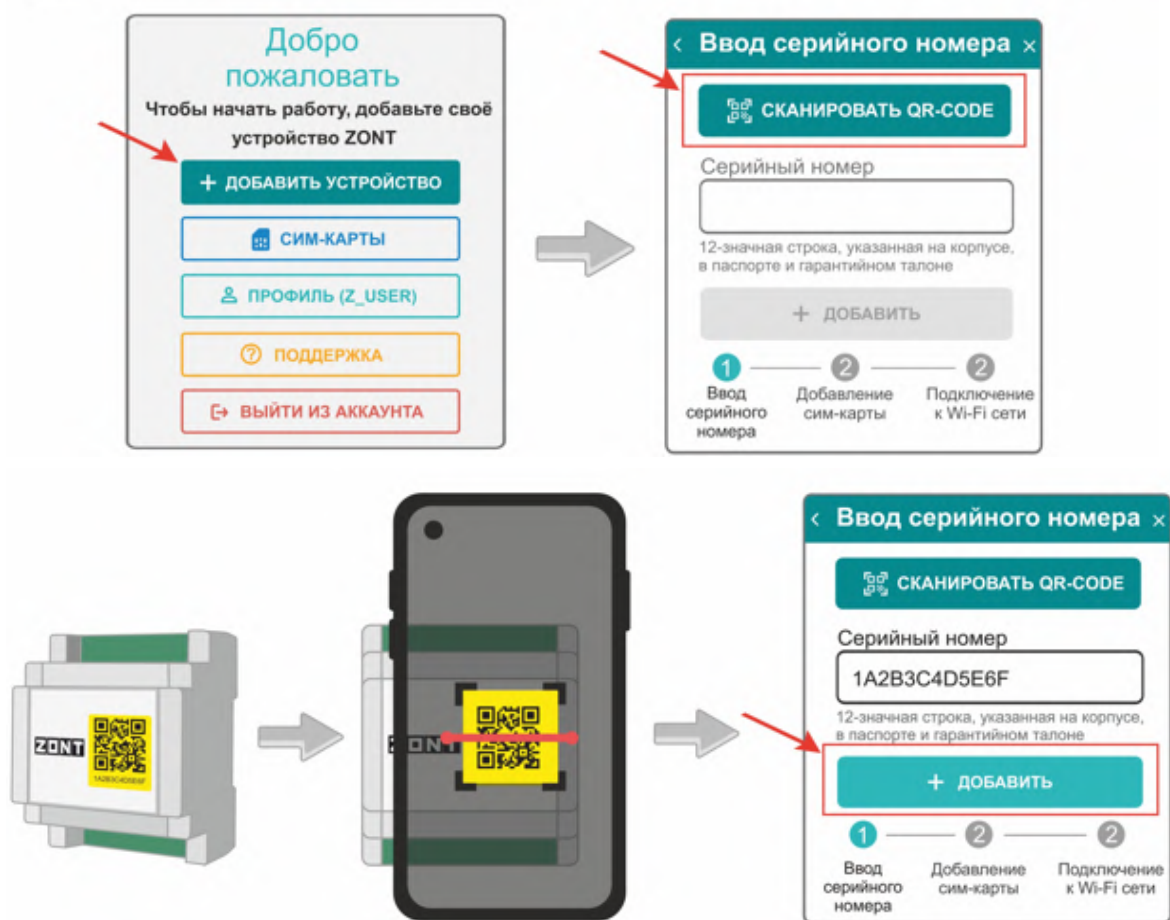 Добро
пожаловать
Чтобы начать работу, добавьте своё
устройство ZONT
+ ДОБАВИТЬ УСТРОЙСТВО
СИМ-КАРТЫ
ПРОФИЛЬ (Z_USER)
ПОДДЕРЖКА
ВЫЙТИ ИЗ АККАУНТА
< Ввод серийного номера ×
СКАНИРОВАТЬ QR-CODE
Серийный номер
12-значная строка, указанная на корпусе,
в паспорте и гарантийном талоне
+ ДОБАВИТЬ
1 2 2
Ввод серийного номера
Добавление сим-карты
Подключение к Wi-Fi сети
ZONT
1A2B3C4D5E6F
ZONT
< Ввод серийного номера ×
СКАНИРОВАТЬ QR-CODE
Серийный номер
1A2B3C4D5E6F
12-значная строка, указанная на корпусе,
в паспорте и гарантийном талоне
+ ДОБАВИТЬ
1 2 2
Ввод серийного номера
Добавление сим-карты
Подключение к Wi-Fi сети